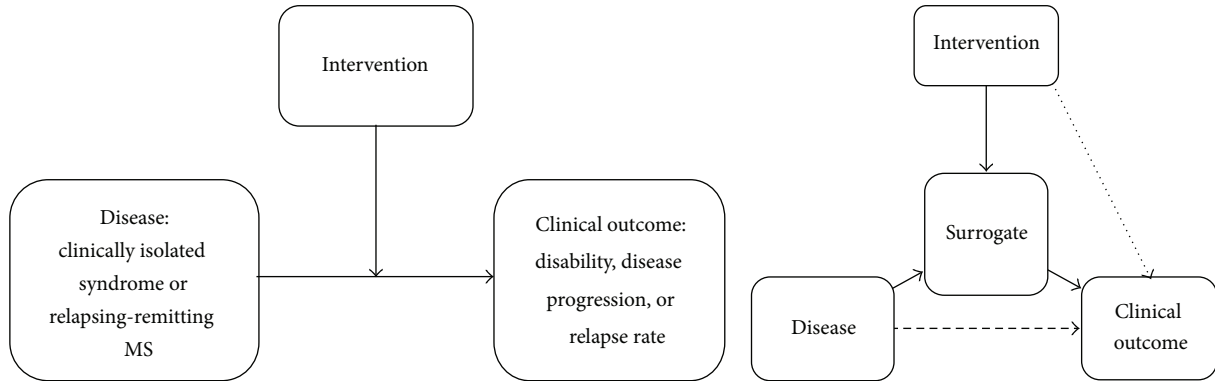 Intervention
Disease:
clinically isolated
syndrome or
relapsing-remitting
MS
Clinical outcome:
disability, disease
progression, or
relapse rate
Intervention
Surrogate
Disease
Clinical
outcome